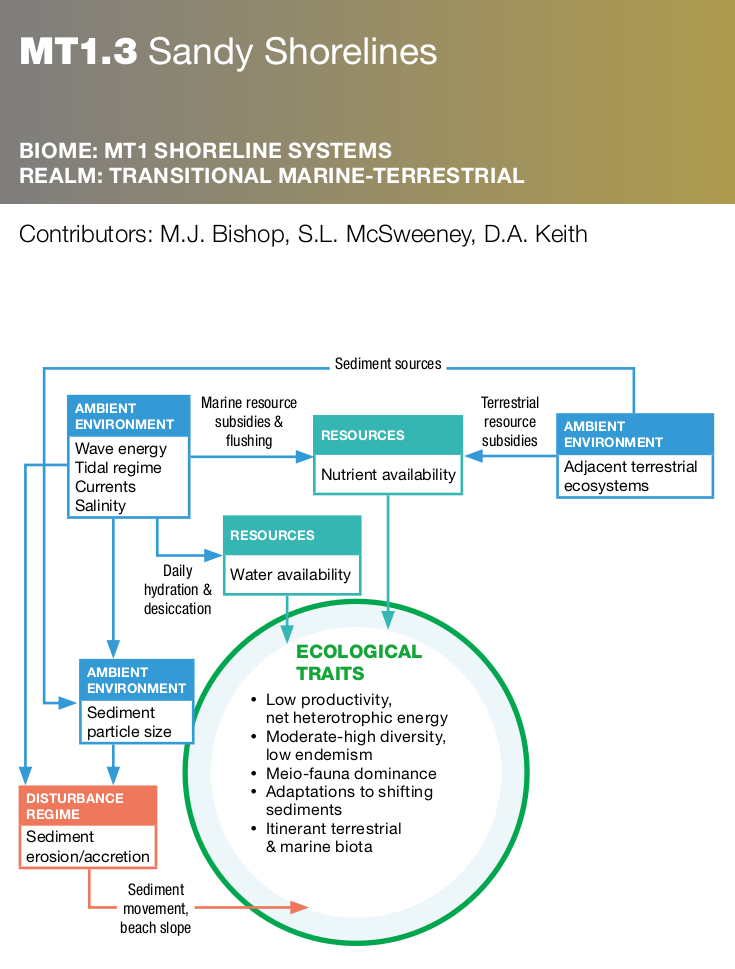 MT1.3 Sandy Shorelines
BIOME: MT1 SHORELINE SYSTEMS
REALM: TRANSITIONAL MARINE-TERRESTRIAL
Contributors: M.J. Bishop, S.L. McSweeney, D.A. Keith
Sediment sources
AMBIENT
ENVIRONMENT
Wave energy
Tidal regime
Currents
Salinity
Marine resource
subsidies &
flushing
RESOURCES
Nutrient availability
Terrestrial
resource
subsidies
AMBIENT
ENVIRONMENT
Adjacent terrestrial
ecosystems
Daily
hydration &
desiccation
RESOURCES
Water availability
AMBIENT
ENVIRONMENT
Sediment
particle size
ECOLOGICAL
TRAITS
• Low productivity,
net heterotrophic energy
• Moderate-high diversity,
low endemism
• Meio-fauna dominance
• Adaptations to shifting
sediments
• Itinerant terrestrial
& marine biota
DISTURBANCE
REGIME
Sediment
erosion/accretion
Sediment
movement,
beach slope